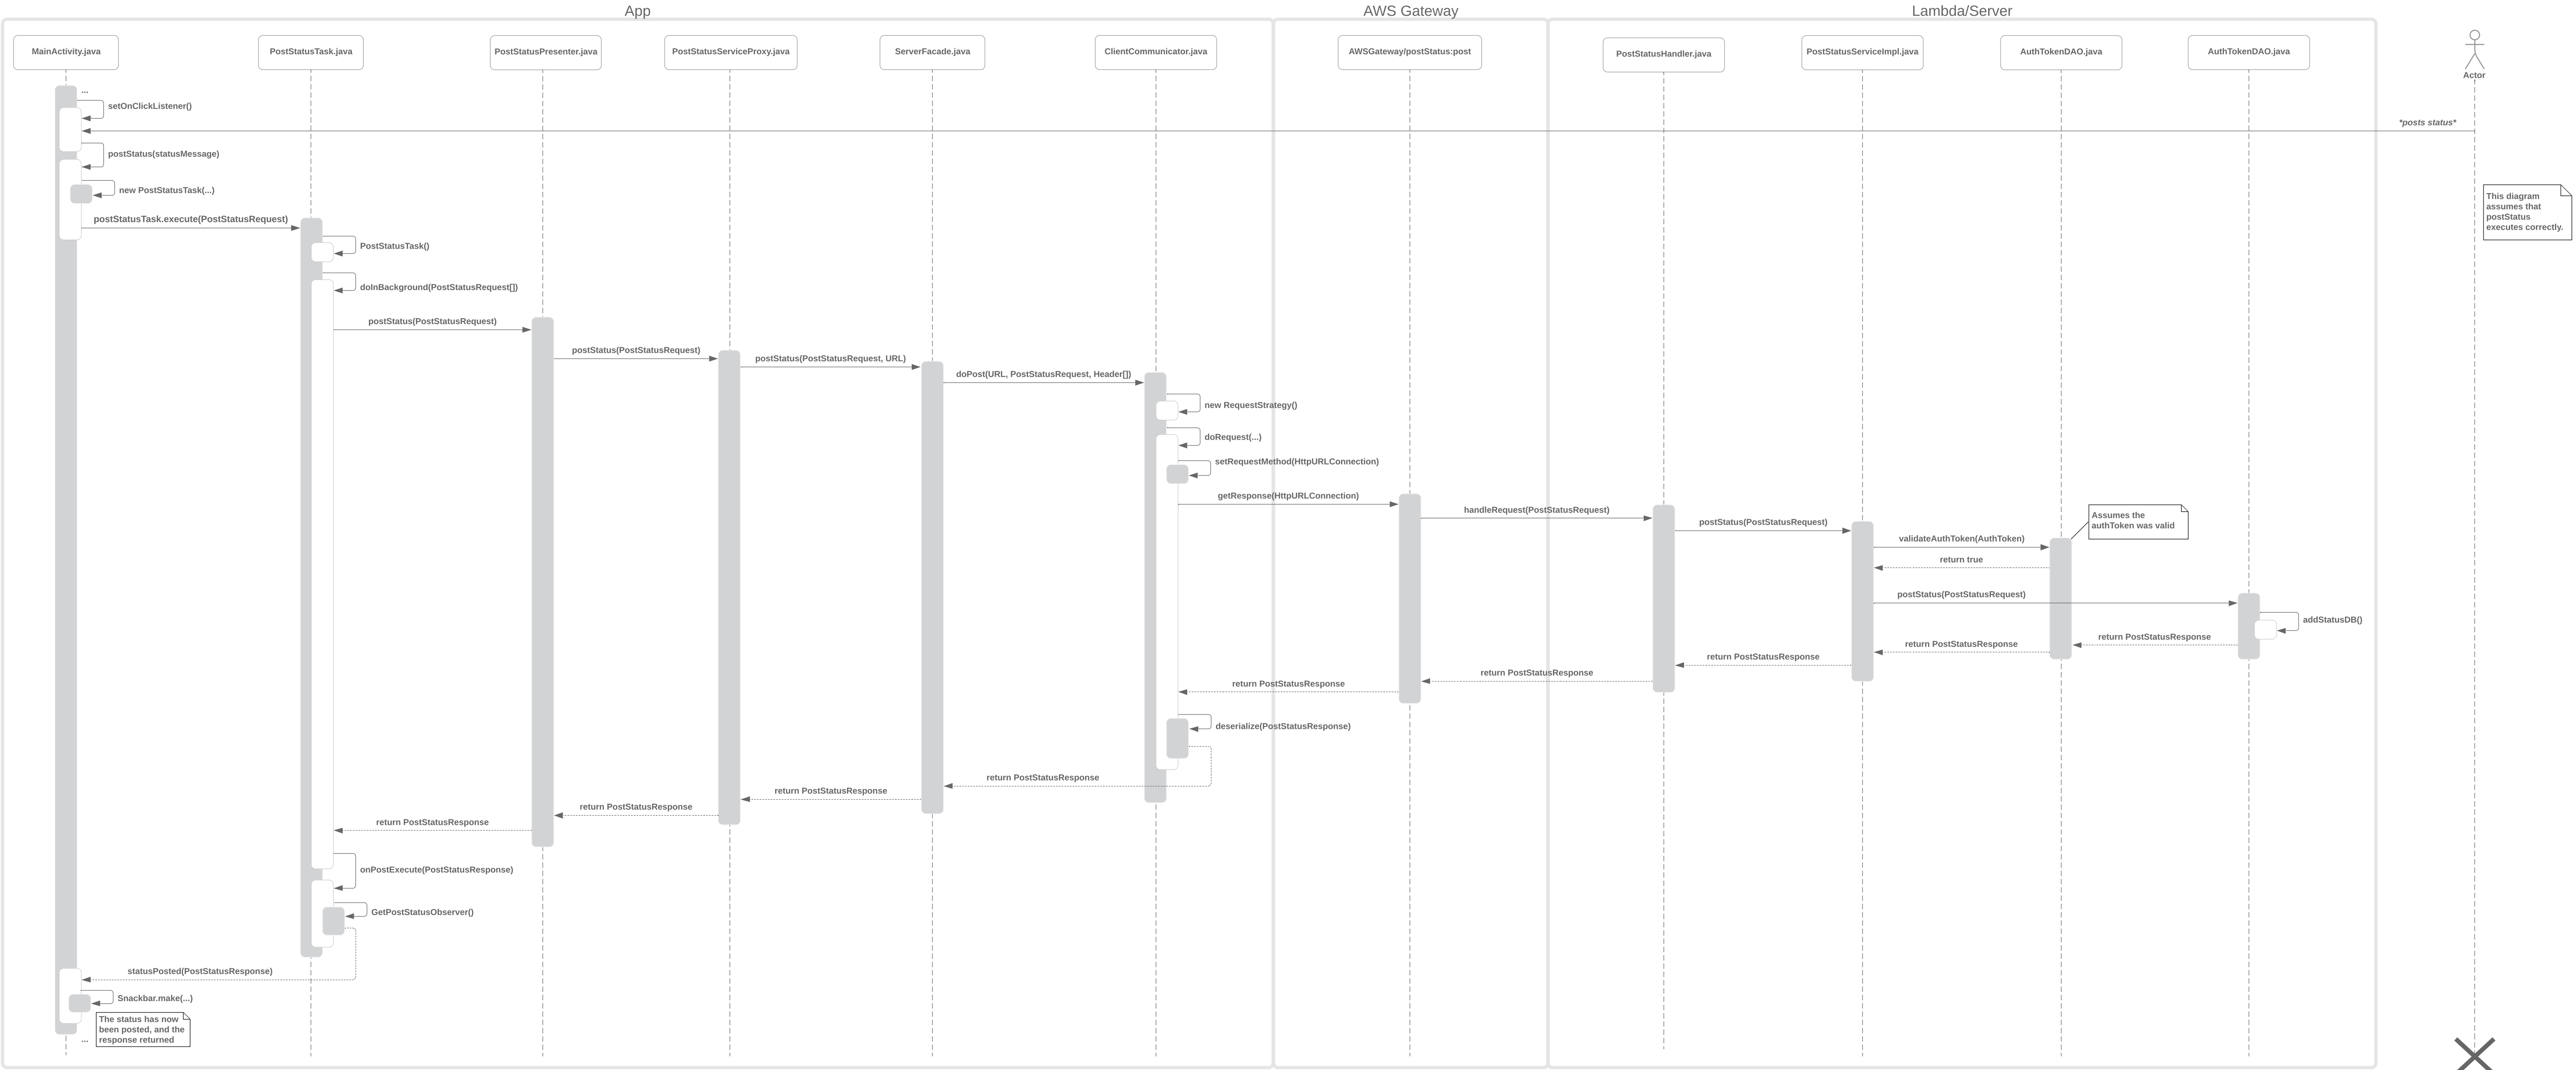 App
AWS Gateway
Lambda/Server
MainActivity.java
PostStatusTask.java
PostStatusPresenter.java
PostStatusServiceProxy.java
ServerFacade.java
ClientCommunicator.java
AWSGateway/postStatus:post
PostStatusHandler.java
PostStatusServiceImpl.java
AuthTokenDAO.java
AuthTokenDAO.java
Actor
...
setOnClickListener()
*posts status*
postStatus(statusMessage)
new PostStatusTask(...)
This diagram
assumes that
postStatus
executes correctly.
postStatusTask.execute(PostStatusRequest)
PostStatusTask()
doInBackground(PostStatusRequest[])
postStatus(PostStatusRequest)
postStatus(PostStatusRequest)
postStatus(PostStatusRequest, URL)
doPost(URL, PostStatusRequest, Header[])
new RequestStrategy()
doRequest(...)
setRequestMethod(HttpURLConnection)
getResponse(HttpURLConnection)
handleRequest(PostStatusRequest)
postStatus(PostStatusRequest)
Assumes the
authToken was valid
validateAuthToken(AuthToken)
return true
postStatus(PostStatusRequest)
addStatusDB()
return PostStatusResponse
return PostStatusResponse
return PostStatusResponse
return PostStatusResponse
return PostStatusResponse
deserialize(PostStatusResponse)
return PostStatusResponse
return PostStatusResponse
return PostStatusResponse
return PostStatusResponse
onPostExecute(PostStatusResponse)
GetPostStatusObserver()
statusPosted(PostStatusResponse)
Snackbar.make(...)
The status has now
been posted, and the
response returned
...